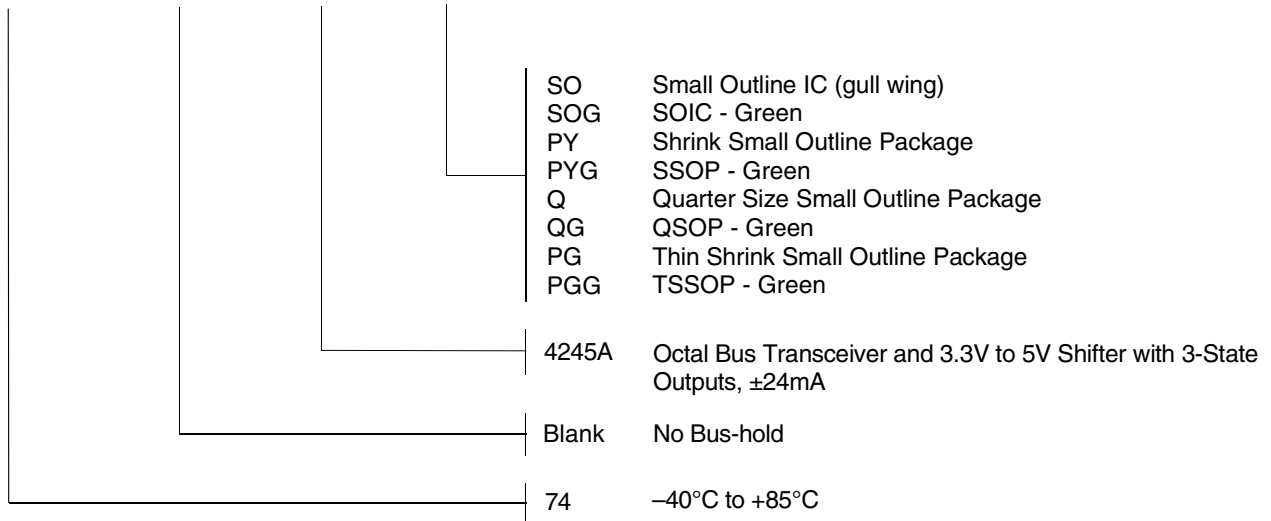 SO Small Outline IC (gull wing)
SOG SOIC - Green
PY Shrink Small Outline Package
PYG SSOP - Green
Q Quarter Size Small Outline Package
QG QSOP - Green
PG Thin Shrink Small Outline Package
PGG TSSOP - Green
4245A Octal Bus Transceiver and 3.3V to 5V Shifter with 3-State
Outputs, ±24mA
Blank No Bus-hold
74 –40°C to +85°C